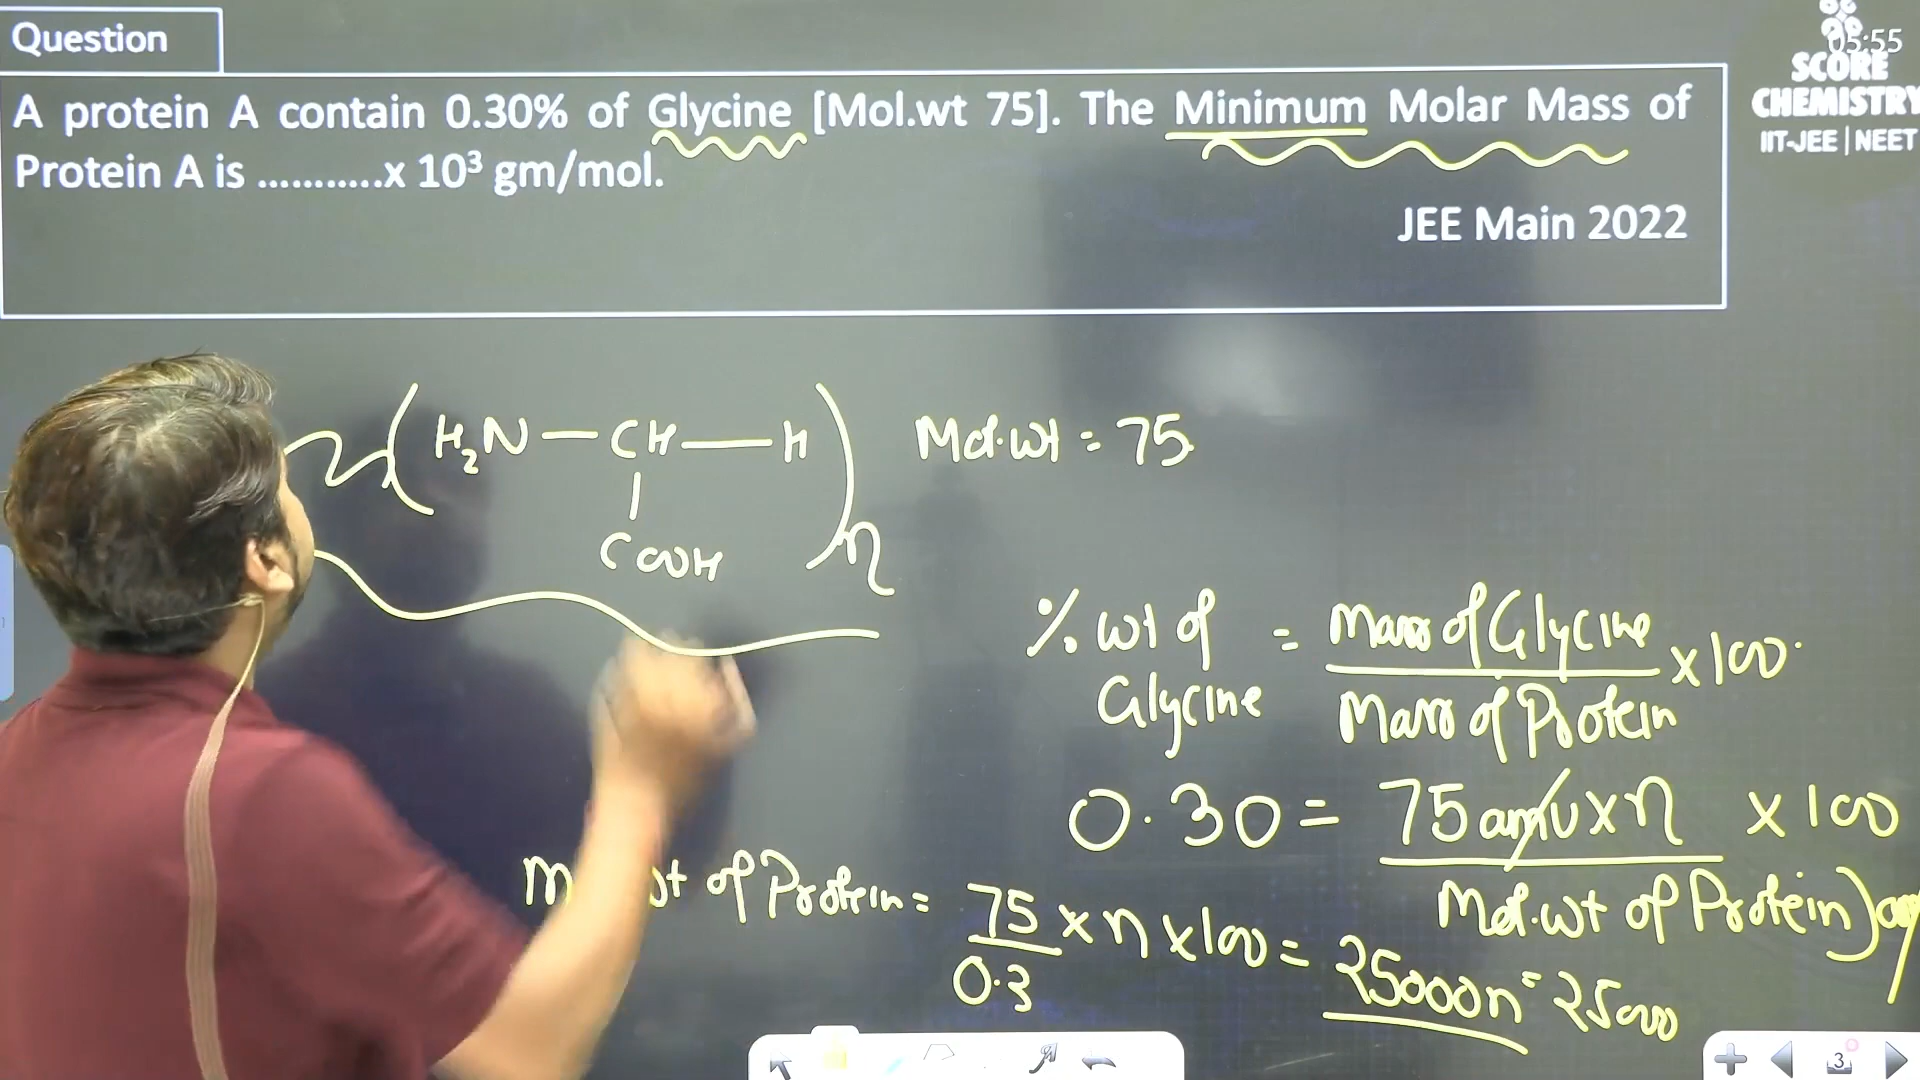 Question
05:55
SCORE
CHEMISTRY
IIT-JEE | NEET
A protein A contain 0.30% of Glycine [Mol.wt 75]. The Minimum Molar Mass of
Protein A is ...........x 10³ gm/mol.
JEE Main 2022
(H₂N — CH — H)n Mol.wt = 75
COOH
% wt of Glycine = Mass of Glycine / Mass of Protein x 100
0.30 = 75 amu x n / Mol.wt of Protein) x 100
wt of Protein = 75 / 0.3 x n x 100 = 25000n = 25000
3